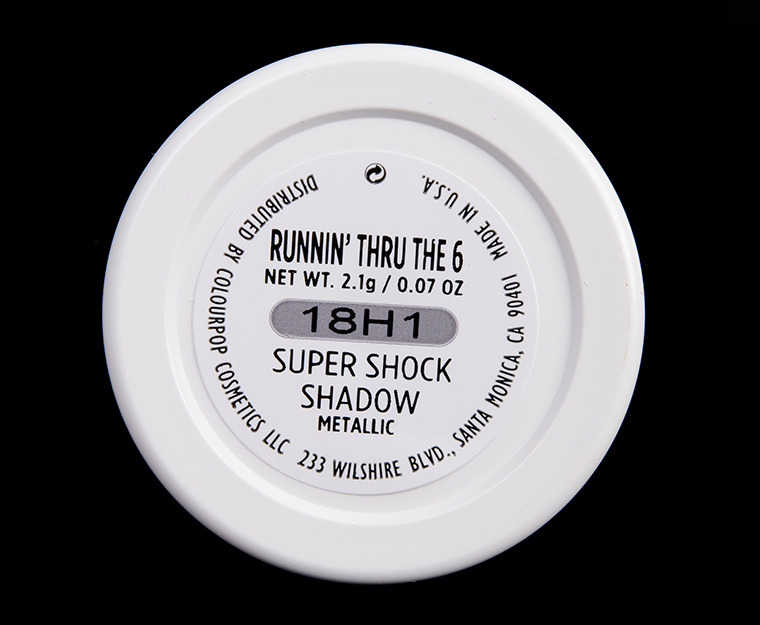 RUNNIN' THRU THE 6
NET WT. 2.1g / 0.07 OZ
18H1
SUPER SHOCK
SHADOW
METALLIC
DISTRIBUTED BY COLOURPOP COSMETICS LLC 233 WILSHIRE BLVD., SANTA MONICA, CA 90401 MADE IN U.S.A.